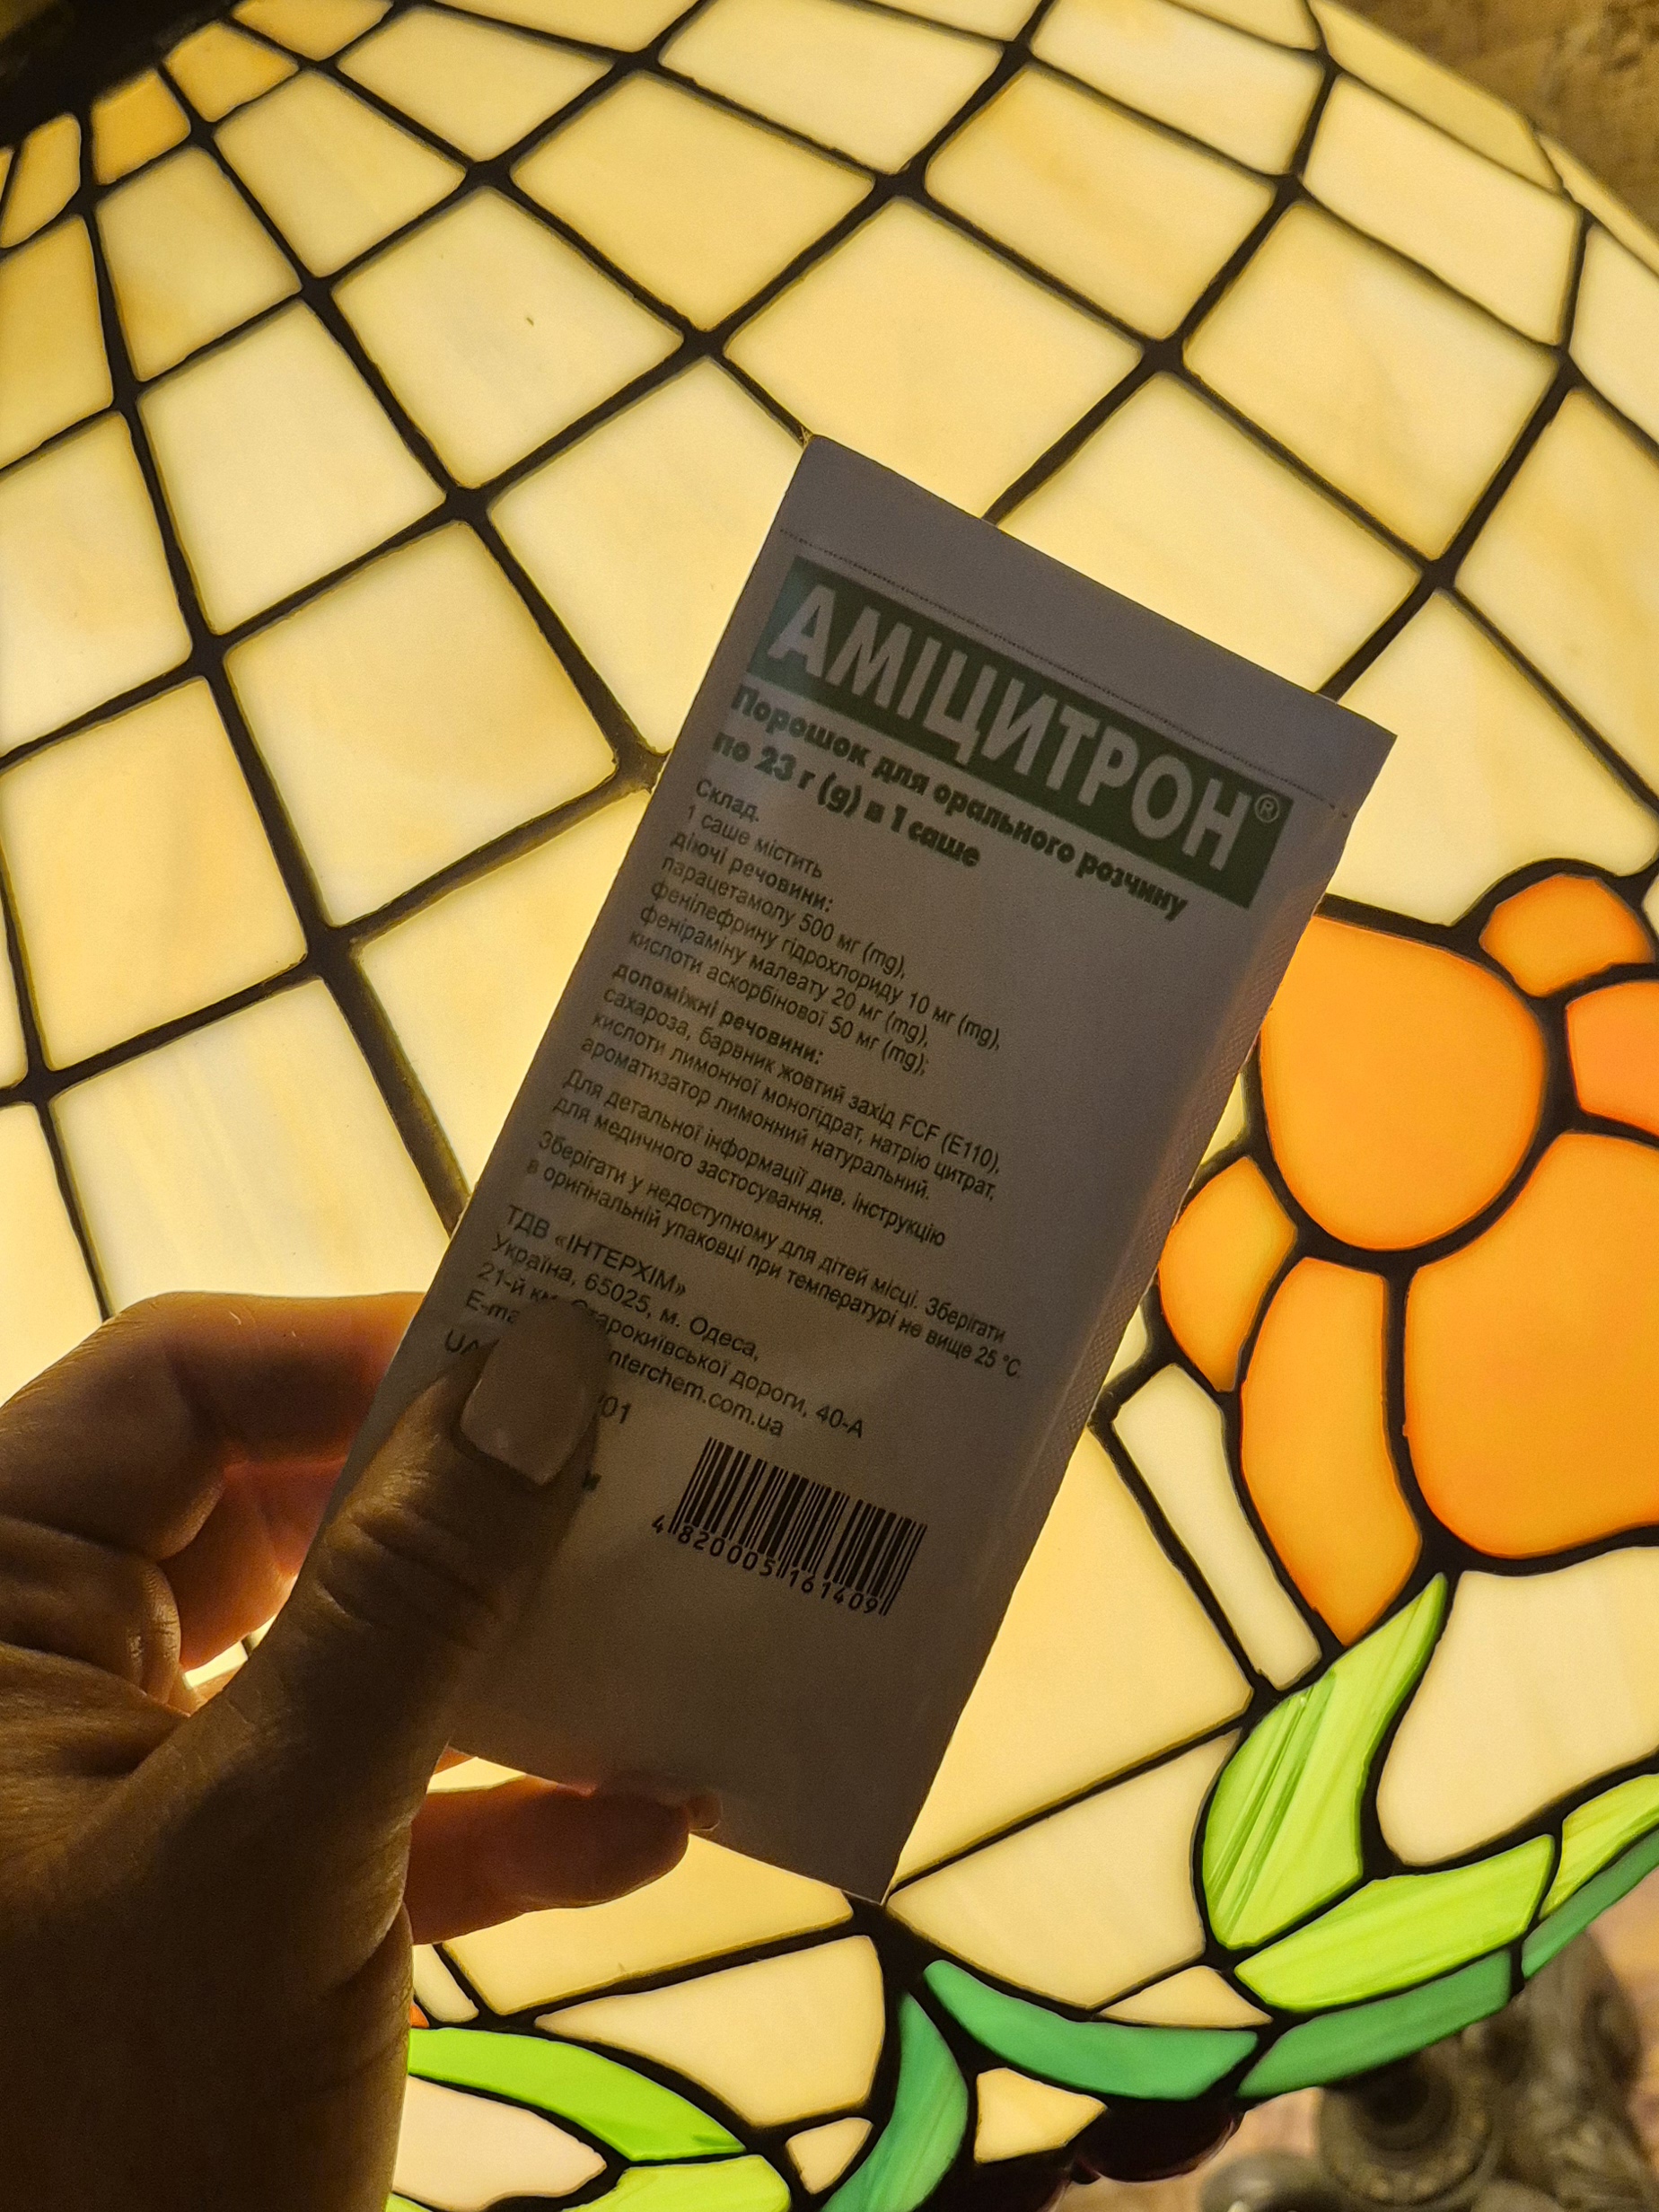 АМІЦИТРОН®
Порошок для орального розчину
по 23 г (g) в 1 саше
Склад.
1 саше містить
діючі речовини:
парацетамолу 500 мг (mg),
фенілефрину гідрохлориду 10 мг (mg),
феніраміну малеату 20 мг (mg),
кислоти аскорбінової 50 мг (mg);
допоміжні речовини:
сахароза, барвник жовтий захід FCF (E110),
кислоти лимонної моногідрат, натрію цитрат,
ароматизатор лимонний натуральний.
Для детальної інформації див. інструкцію
для медичного застосування.
Зберігати у недоступному для дітей місці. Зберігати
в оригінальній упаковці при температурі не вище 25 °C.
ТДВ «ІНТЕРХІМ»
Україна, 65025, м. Одеса,
21-й км. Старокиївської дороги, 40-А
interchem.com.ua
/01
4 820005 161409